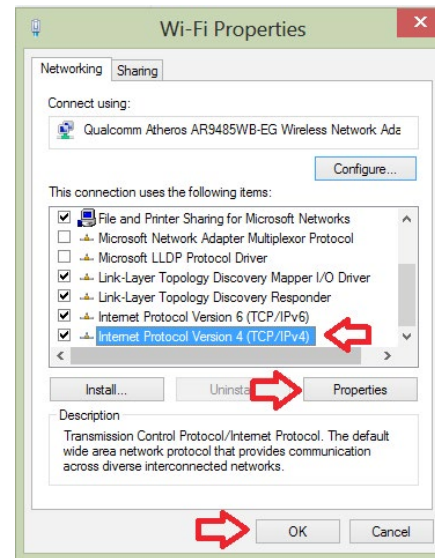 Wi-Fi Properties
Networking
Sharing
Connect using:
Qualcomm Atheros AR9485WB-EG Wireless Network Ada
Configure...
This connection uses the following items:
File and Printer Sharing for Microsoft Networks
Microsoft Network Adapter Multiplexor Protocol
Microsoft LLDP Protocol Driver
Link-Layer Topology Discovery Mapper I/O Driver
Link-Layer Topology Discovery Responder
Internet Protocol Version 6 (TCP/IPv6)
Internet Protocol Version 4 (TCP/IPv4)
Install...
Properties
Description
Transmission Control Protocol/Internet Protocol. The default
wide area network protocol that provides communication
across diverse interconnected networks.
OK
Cancel